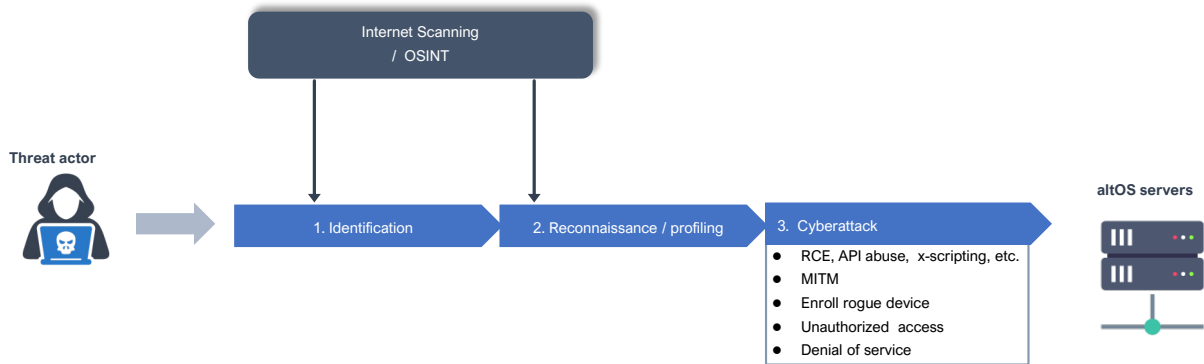 Internet Scanning
/ OSINT
Threat actor
altOS servers
1. Identification
2. Reconnaissance / profiling
3. Cyberattack
● RCE, API abuse, x-scripting, etc.
● MITM
● Enroll rogue device
● Unauthorized access
● Denial of service